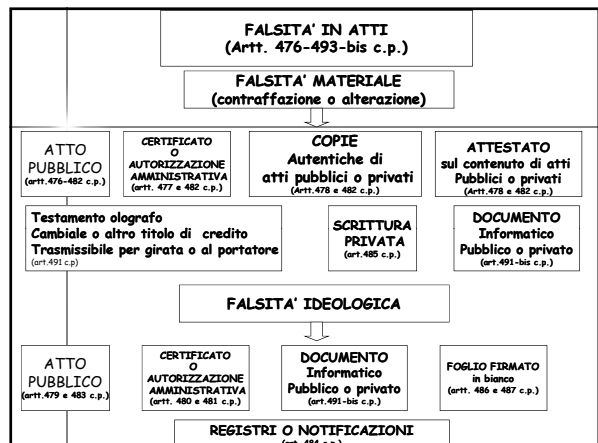 FALSITA' IN ATTI
(Artt. 476-493-bis c.p.)
FALSITA' MATERIALE
(contraffazione o alterazione)
ATTO
PUBBLICO
(artt.476-482 c.p.)
CERTIFICATO
O
AUTORIZZAZIONE
AMMINISTRATIVA
(artt. 477 e 482 c.p.)
COPIE
Autentiche di
atti pubblici o privati
(Artt.478 e 482 c.p.)
ATTESTATO
sul contenuto di atti
Pubblici o privati
(Artt.478 e 482 c.p.)
Testamento olografo
Cambiale o altro titolo di credito
Trasmissibile per girata o al portatore
(art.491 c.p)
SCRITTURA
PRIVATA
(art.485 c.p.)
DOCUMENTO
Informatico
Pubblico o privato
(art.491-bis c.p.)
FALSITA' IDEOLOGICA
ATTO
PUBBLICO
(artt.479 e 483 c.p.)
CERTIFICATO
O
AUTORIZZAZIONE
AMMINISTRATIVA
(artt. 480 e 481 c.p.)
DOCUMENTO
Informatico
Pubblico o privato
(art.491-bis c.p.)
FOGLIO FIRMATO
in bianco
(artt. 486 e 487 c.p.)
REGISTRI O NOTIFICAZIONI
(art.484 c.p.)